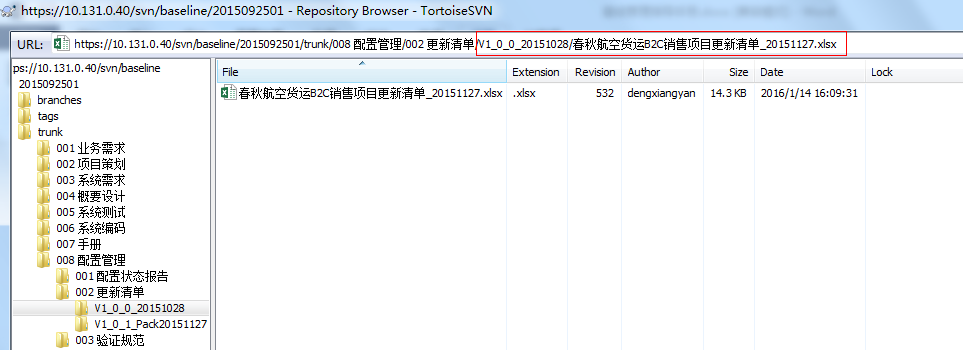 https://10.131.0.40/svn/baseline/2015092501 - Repository Browser - TortoiseSVN
URL: https://10.131.0.40/svn/baseline/2015092501/trunk/008 配置管理/002 更新清单/V1_0_0_20151028/春秋航空货运B2C销售项目更新清单_20151127.xlsx
ps://10.131.0.40/svn/baseline
2015092501
branches
tags
trunk
001 业务需求
002 项目策划
003 系统需求
004 概要设计
005 系统测试
006 系统编码
007 手册
008 配置管理
001 配置状态报告
002 更新清单
V1_0_0_20151028
V1_0_1_Pack20151127
003 验证规范
File Extension Revision Author Size Date Lock
春秋航空货运B2C销售项目更新清单_20151127.xlsx .xlsx 532 dengxiangyan 14.3 KB 2016/1/14 16:09:31